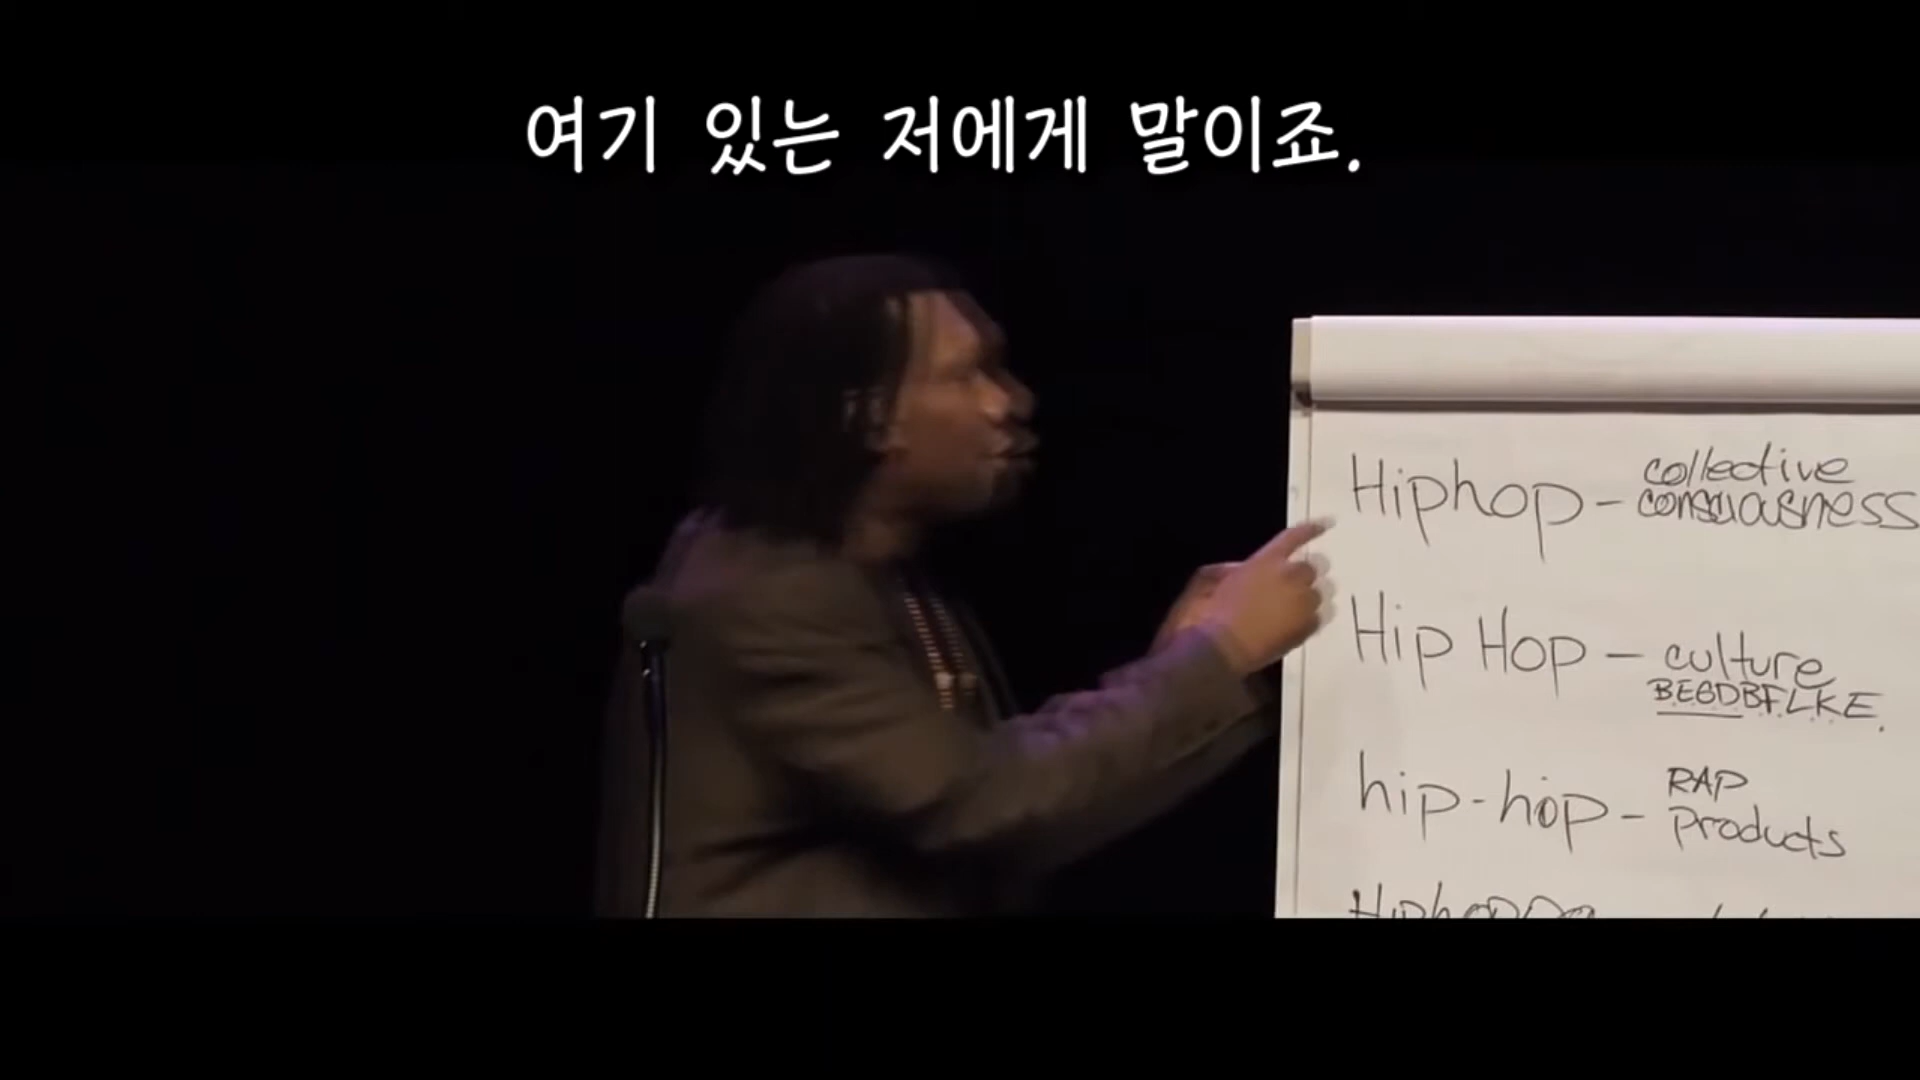 여기 있는 저에게 말이죠.
Hiphop - collective
consciousness
Hip Hop - culture
BEGDBFLKE.
hip-hop - RAP
Products